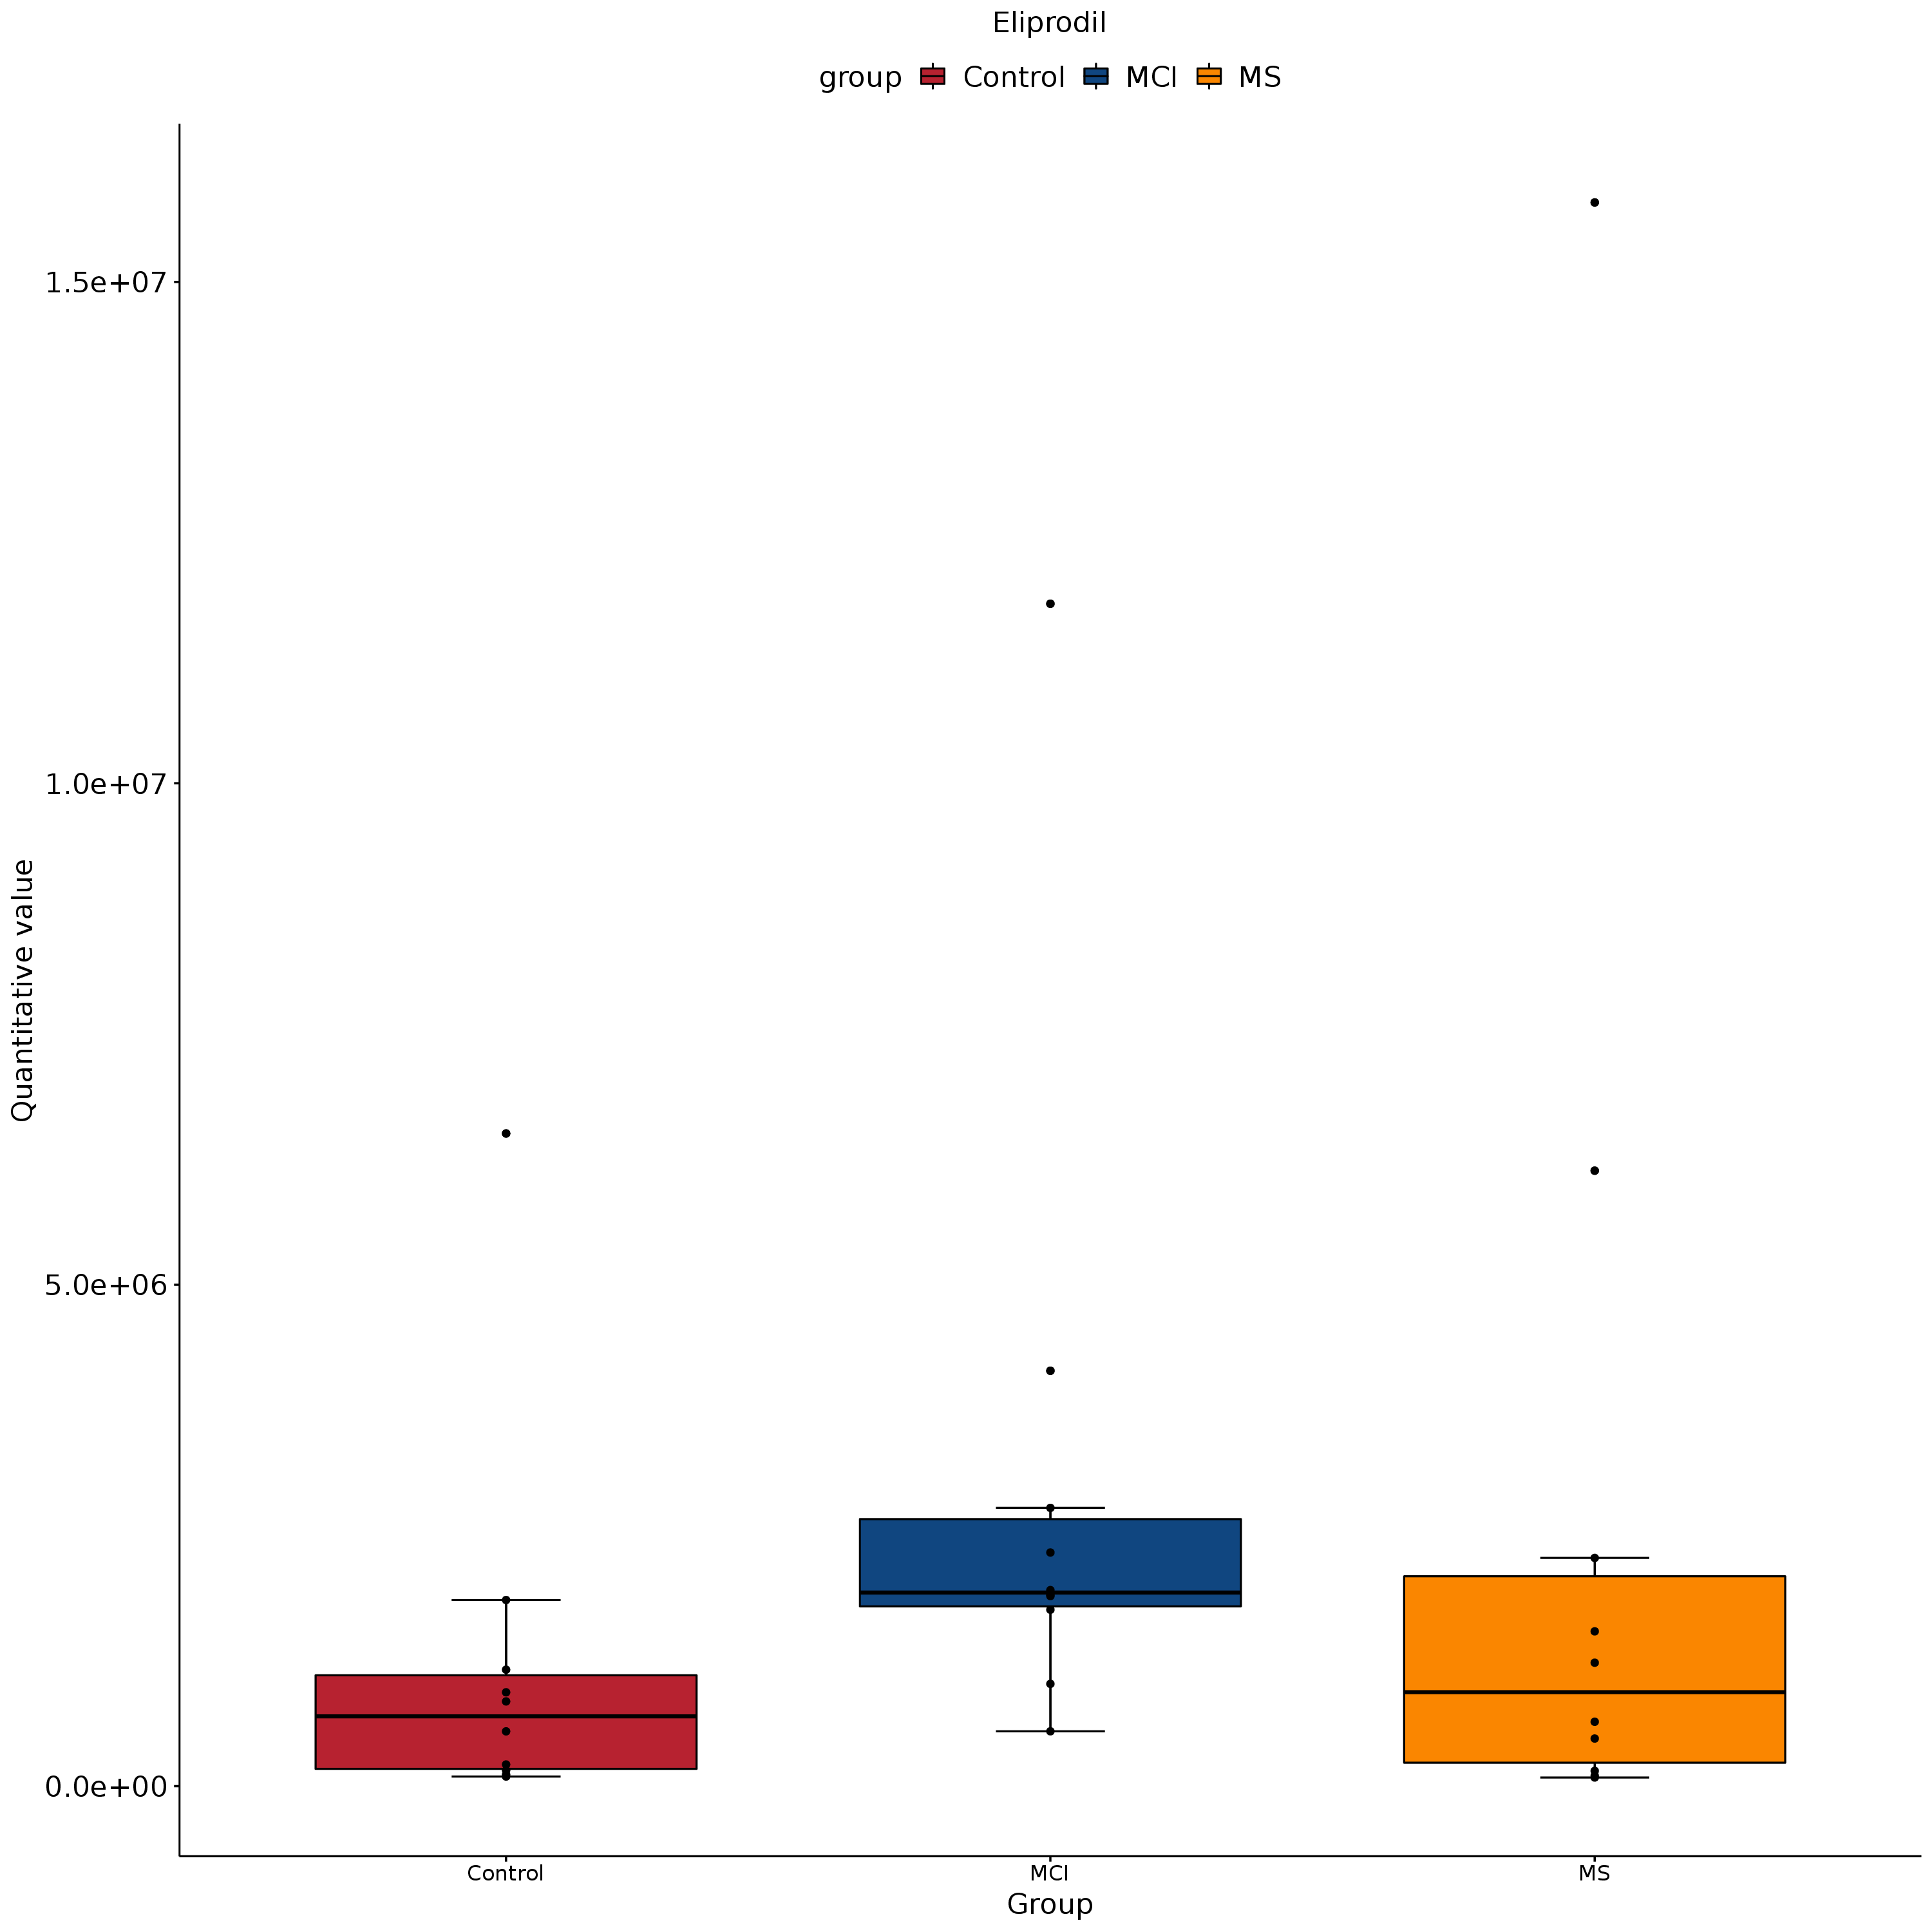 Eliprodil
group Control MCI MS
1.5e+07
1.0e+07
5.0e+06
0.0e+00
Quantitative value
Control MCI MS
Group